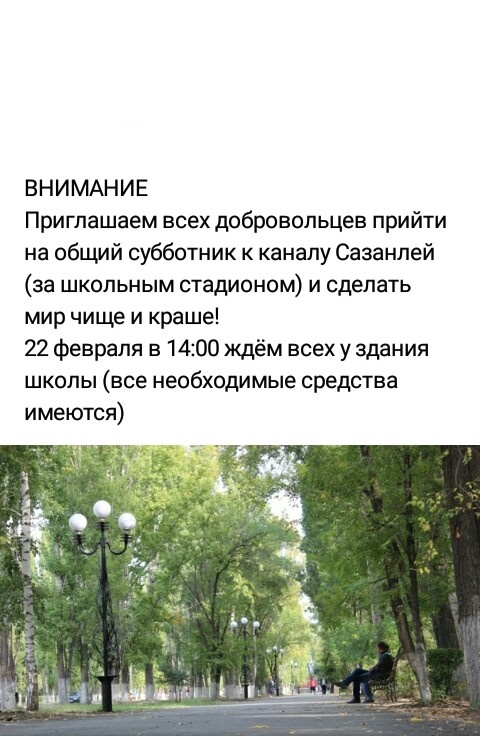 ВНИМАНИЕ
Приглашаем всех добровольцев прийти
на общий субботник к каналу Сазанлей
(за школьным стадионом) и сделать
мир чище и краше!
22 февраля в 14:00 ждём всех у здания
школы (все необходимые средства
имеются)